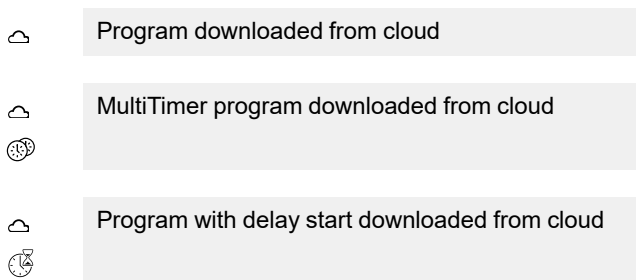 Program downloaded from cloud
MultiTimer program downloaded from cloud
Program with delay start downloaded from cloud